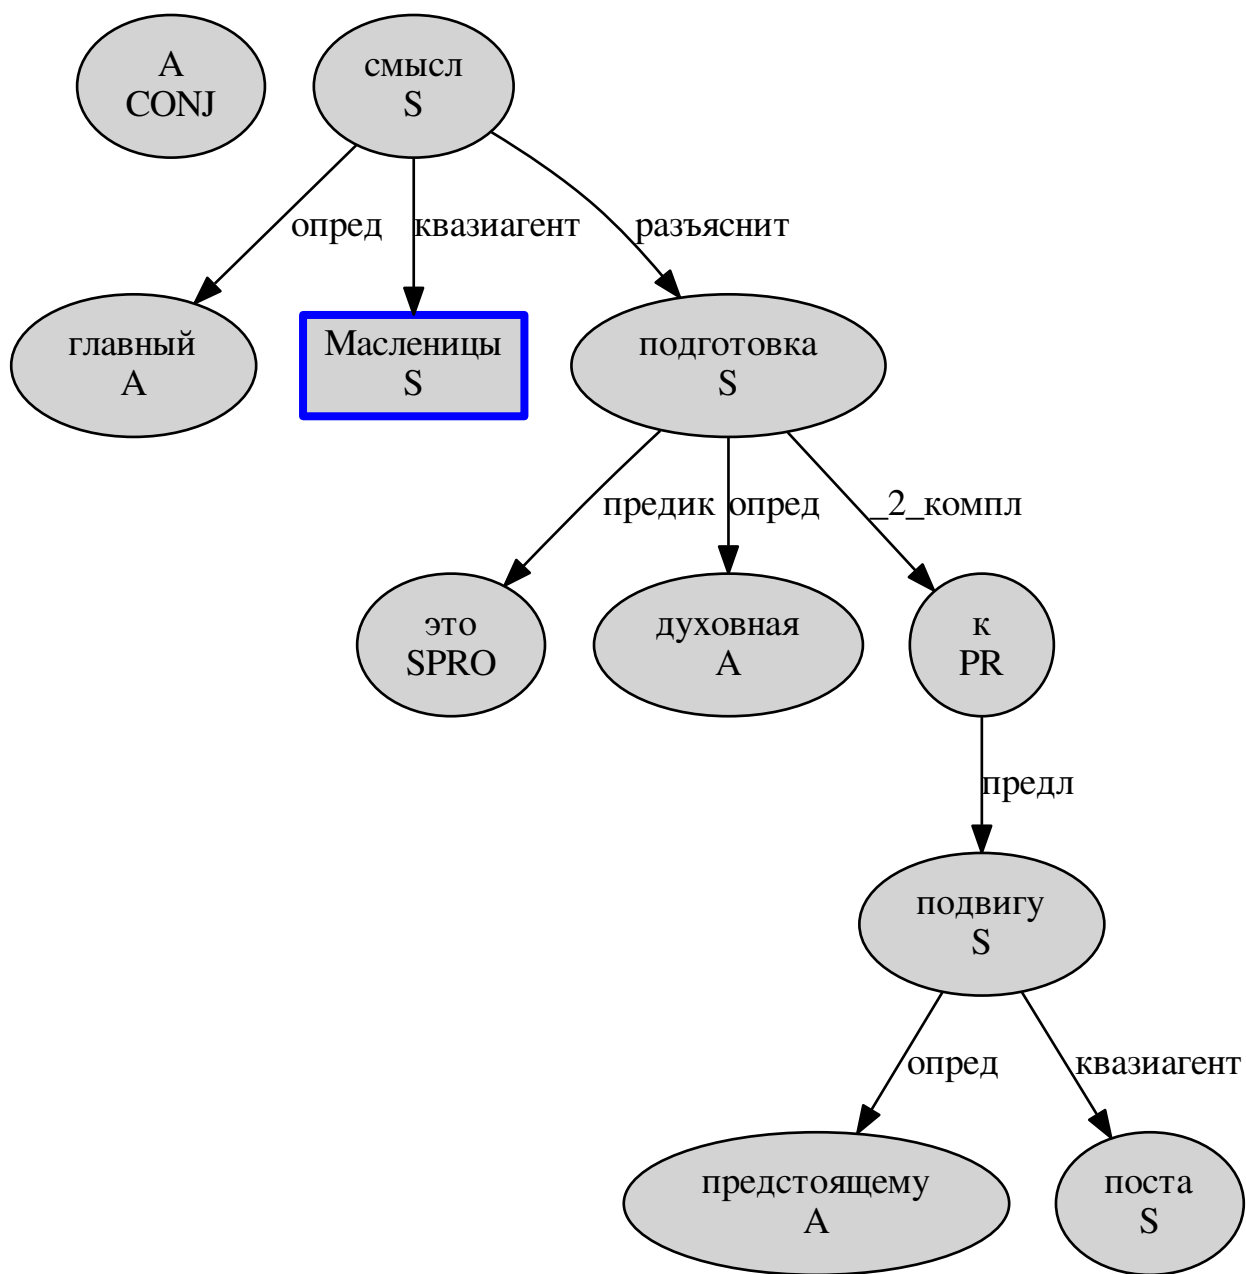 А
CONJ
смысл
S
опред
квазиагент
разъяснит
главный
A
Масленицы
S
подготовка
S
предик
опред
_2_компл
это
SPRO
духовная
A
к
PR
предл
подвигу
S
опред
квазиагент
предстоящему
A
поста
S